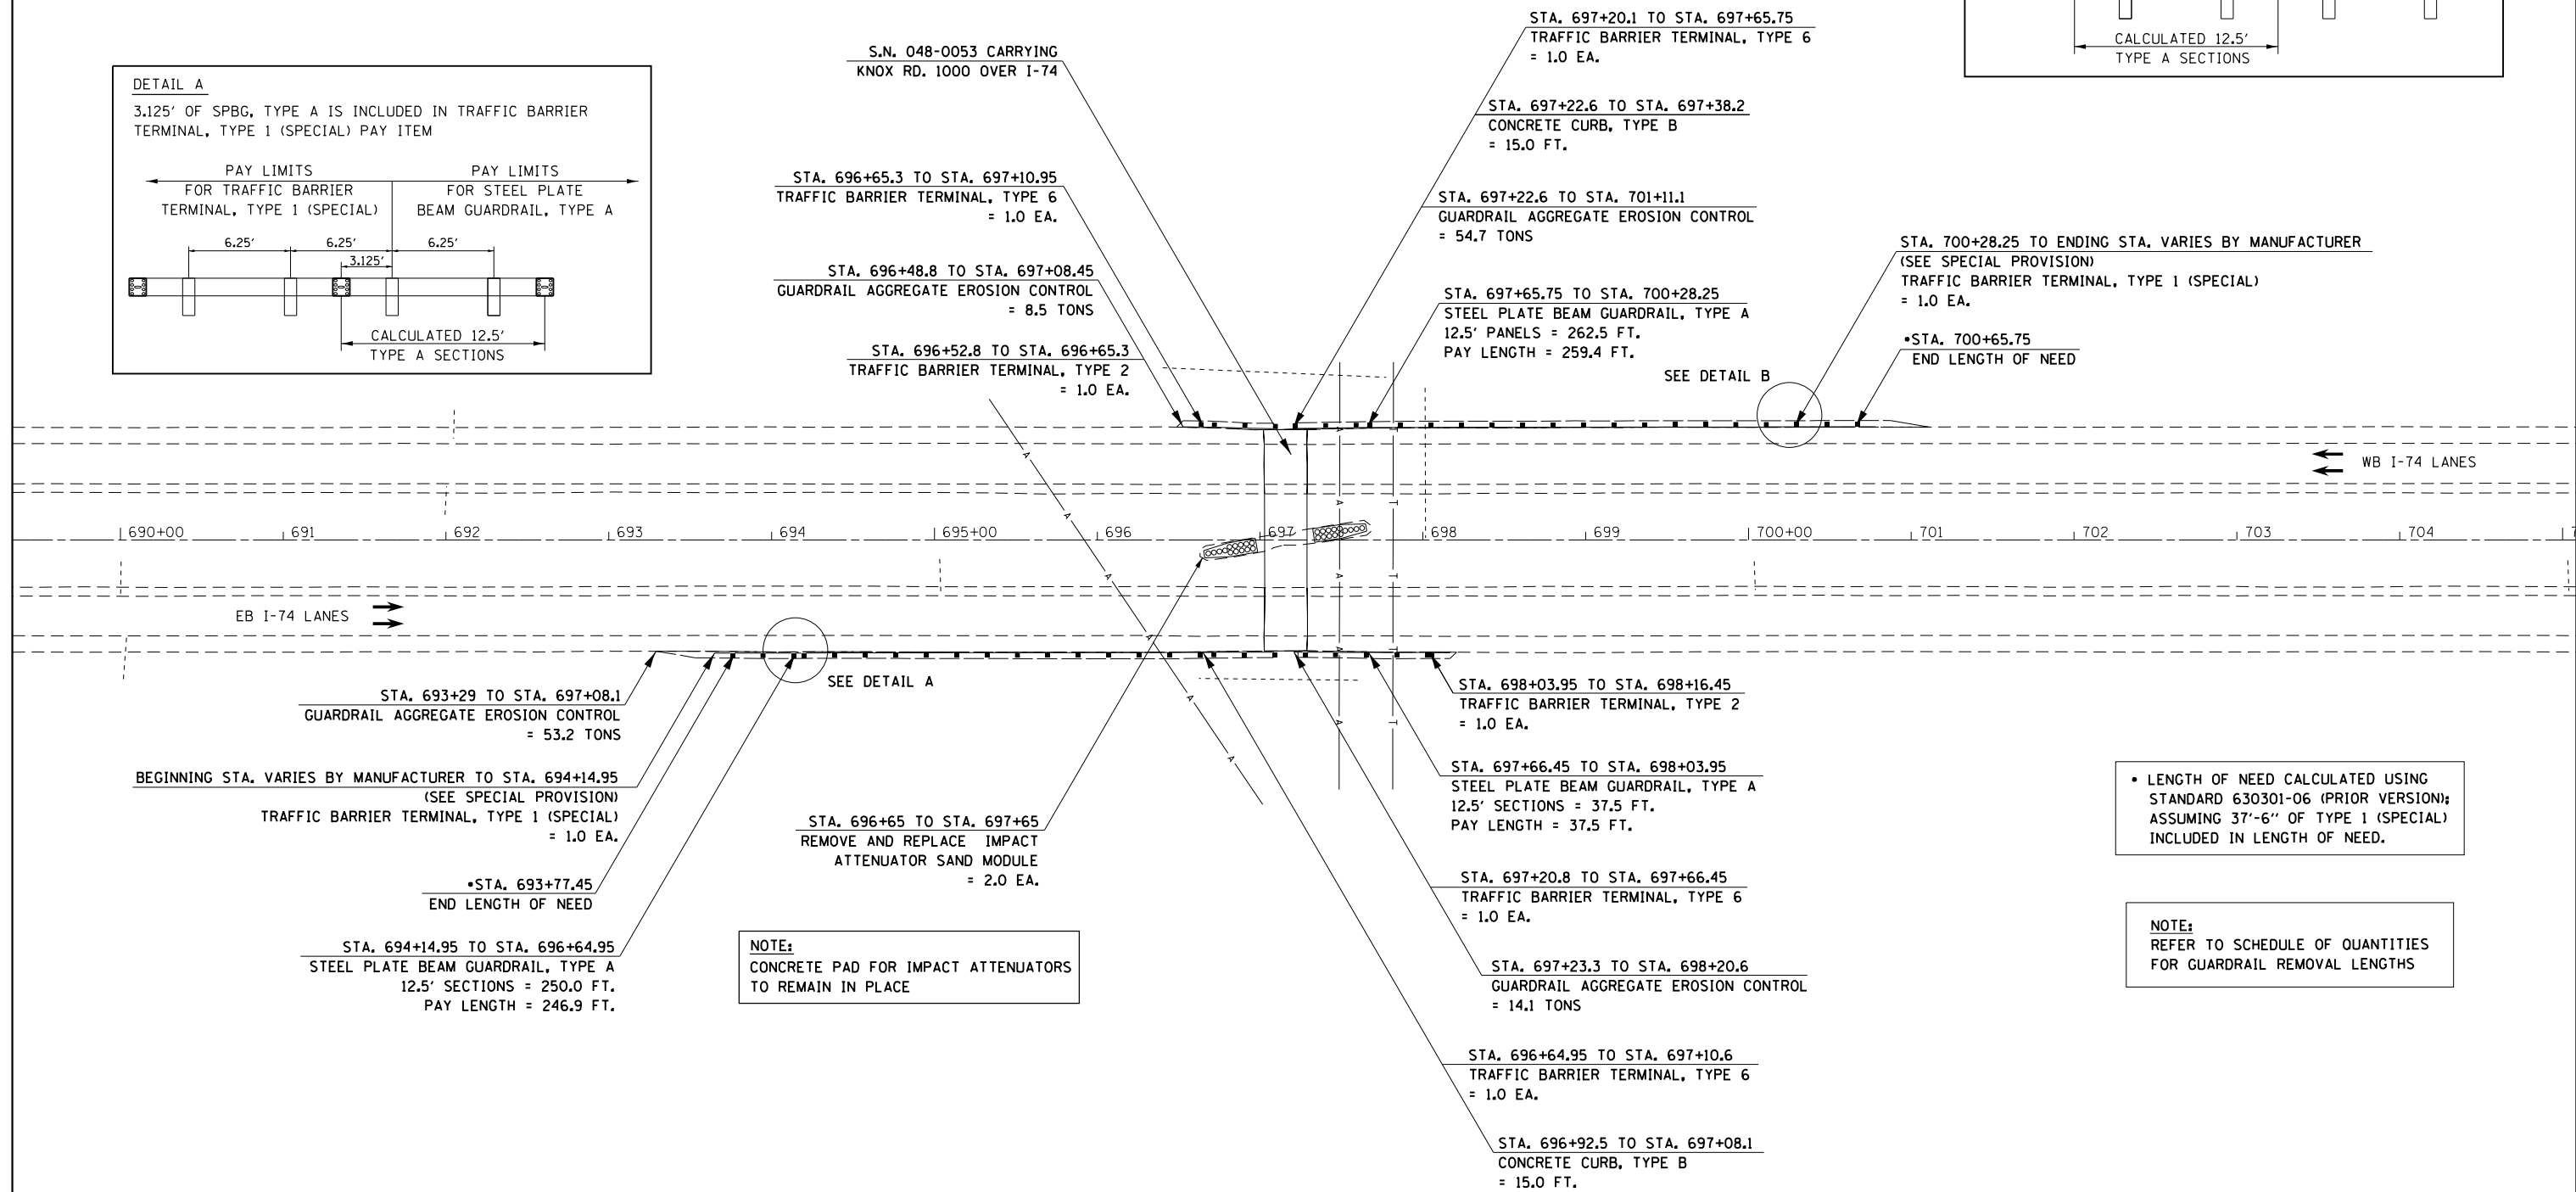 DETAIL A
3.125' OF SPBG, TYPE A IS INCLUDED IN TRAFFIC BARRIER
TERMINAL, TYPE 1 (SPECIAL) PAY ITEM
PAY LIMITS
FOR TRAFFIC BARRIER
TERMINAL, TYPE 1 (SPECIAL)
PAY LIMITS
FOR STEEL PLATE
BEAM GUARDRAIL, TYPE A
6.25' 6.25' 6.25'
3.125'
CALCULATED 12.5'
TYPE A SECTIONS
S.N. 048-0053 CARRYING
KNOX RD. 1000 OVER I-74
STA. 696+65.3 TO STA. 697+10.95
TRAFFIC BARRIER TERMINAL, TYPE 6
= 1.0 EA.
STA. 696+48.8 TO STA. 697+08.45
GUARDRAIL AGGREGATE EROSION CONTROL
= 8.5 TONS
STA. 696+52.8 TO STA. 696+65.3
TRAFFIC BARRIER TERMINAL, TYPE 2
= 1.0 EA.
STA. 697+20.1 TO STA. 697+65.75
TRAFFIC BARRIER TERMINAL, TYPE 6
= 1.0 EA.
STA. 697+22.6 TO STA. 697+38.2
CONCRETE CURB, TYPE B
= 15.0 FT.
STA. 697+22.6 TO STA. 701+11.1
GUARDRAIL AGGREGATE EROSION CONTROL
= 54.7 TONS
STA. 697+65.75 TO STA. 700+28.25
STEEL PLATE BEAM GUARDRAIL, TYPE A
12.5' PANELS = 262.5 FT.
PAY LENGTH = 259.4 FT.
SEE DETAIL B
CALCULATED 12.5'
TYPE A SECTIONS
STA. 700+28.25 TO ENDING STA. VARIES BY MANUFACTURER
(SEE SPECIAL PROVISION)
TRAFFIC BARRIER TERMINAL, TYPE 1 (SPECIAL)
= 1.0 EA.
•STA. 700+65.75
END LENGTH OF NEED
WB I-74 LANES
690+00 691 692 693 694 695+00 696 697 698 699 700+00 701 702 703 704
A A A A A A A
A A A A A
T T T T T
EB I-74 LANES
SEE DETAIL A
STA. 693+29 TO STA. 697+08.1
GUARDRAIL AGGREGATE EROSION CONTROL
= 53.2 TONS
BEGINNING STA. VARIES BY MANUFACTURER TO STA. 694+14.95
(SEE SPECIAL PROVISION)
TRAFFIC BARRIER TERMINAL, TYPE 1 (SPECIAL)
= 1.0 EA.
•STA. 693+77.45
END LENGTH OF NEED
STA. 694+14.95 TO STA. 696+64.95
STEEL PLATE BEAM GUARDRAIL, TYPE A
12.5' SECTIONS = 250.0 FT.
PAY LENGTH = 246.9 FT.
STA. 696+65 TO STA. 697+65
REMOVE AND REPLACE IMPACT
ATTENUATOR SAND MODULE
= 2.0 EA.
NOTE:
CONCRETE PAD FOR IMPACT ATTENUATORS
TO REMAIN IN PLACE
STA. 698+03.95 TO STA. 698+16.45
TRAFFIC BARRIER TERMINAL, TYPE 2
= 1.0 EA.
STA. 697+66.45 TO STA. 698+03.95
STEEL PLATE BEAM GUARDRAIL, TYPE A
12.5' SECTIONS = 37.5 FT.
PAY LENGTH = 37.5 FT.
STA. 697+20.8 TO STA. 697+66.45
TRAFFIC BARRIER TERMINAL, TYPE 6
= 1.0 EA.
STA. 697+23.3 TO STA. 698+20.6
GUARDRAIL AGGREGATE EROSION CONTROL
= 14.1 TONS
STA. 696+64.95 TO STA. 697+10.6
TRAFFIC BARRIER TERMINAL, TYPE 6
= 1.0 EA.
STA. 696+92.5 TO STA. 697+08.1
CONCRETE CURB, TYPE B
= 15.0 FT.
• LENGTH OF NEED CALCULATED USING
STANDARD 630301-06 (PRIOR VERSION);
ASSUMING 37'-6" OF TYPE 1 (SPECIAL)
INCLUDED IN LENGTH OF NEED.
NOTE:
REFER TO SCHEDULE OF QUANTITIES
FOR GUARDRAIL REMOVAL LENGTHS